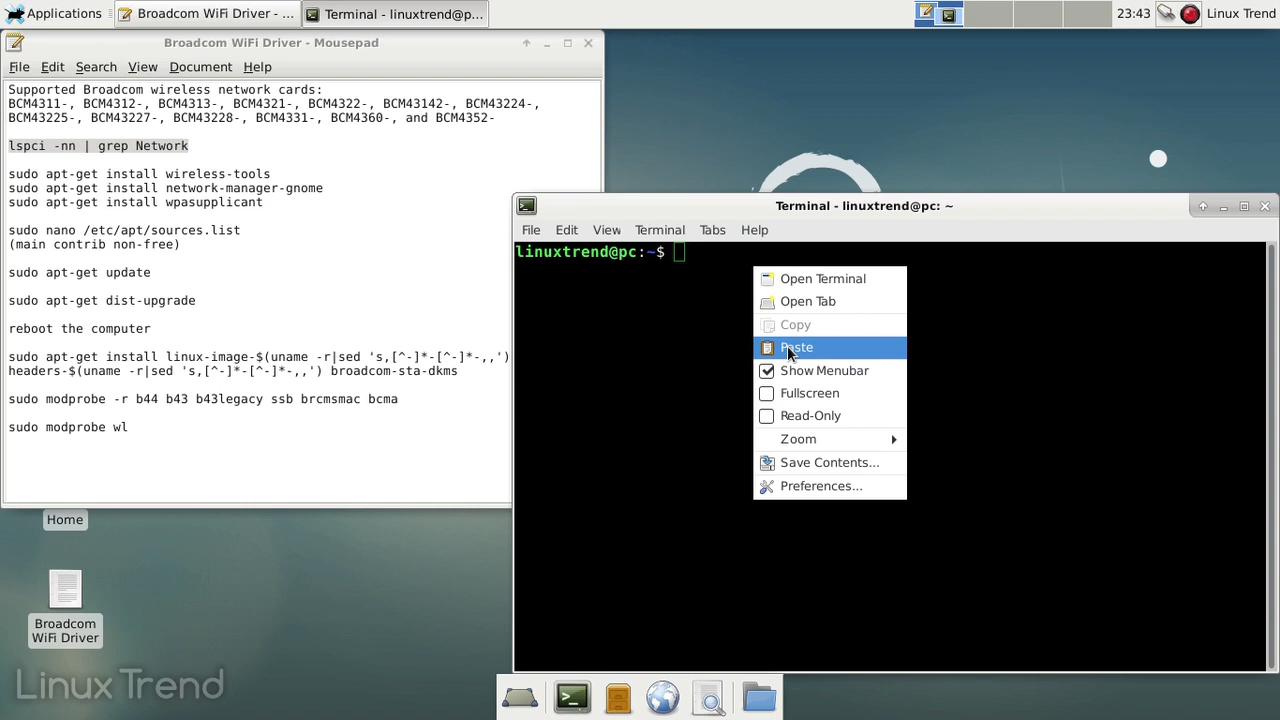 Applications
Broadcom WiFi Driver - ...
Terminal - linuxtrend@p...
23:43
Linux Trend
Broadcom WiFi Driver - Mousepad
File Edit Search View Document Help
Supported Broadcom wireless network cards:
BCM4311-, BCM4312-, BCM4313-, BCM4321-, BCM4322-, BCM43142-, BCM43224-,
BCM43225-, BCM43227-, BCM43228-, BCM4331-, BCM4360-, and BCM4352-
lspci -nn | grep Network
sudo apt-get install wireless-tools
sudo apt-get install network-manager-gnome
sudo apt-get install wpasupplicant
sudo nano /etc/apt/sources.list
(main contrib non-free)
sudo apt-get update
sudo apt-get dist-upgrade
reboot the computer
sudo apt-get install linux-image-$(uname -r|sed 's,[^-]*-[^-]*-,,')
headers-$(uname -r|sed 's,[^-]*-[^-]*-,,') broadcom-sta-dkms
sudo modprobe -r b44 b43 b43legacy ssb brcmsmac bcma
sudo modprobe wl
Terminal - linuxtrend@pc: ~
File Edit View Terminal Tabs Help
linuxtrend@pc:~$
Open Terminal
Open Tab
Copy
Paste
Show Menubar
Fullscreen
Read-Only
Zoom
Save Contents...
Preferences...
Home
Broadcom
WiFi Driver
Linux Trend